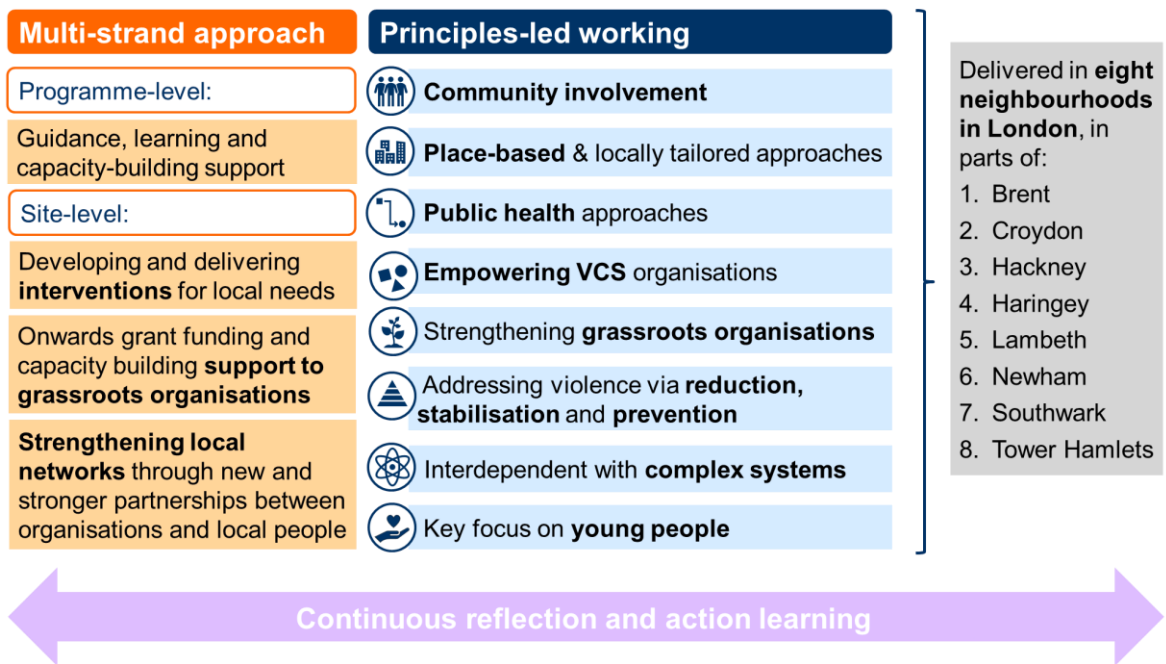 Multi-strand approach
Programme-level:
Guidance, learning and
capacity-building support
Site-level:
Developing and delivering
interventions for local needs
Onwards grant funding and
capacity building support to
grassroots organisations
Strengthening local
networks through new and
stronger partnerships between
organisations and local people
Principles-led working
Community involvement
Place-based & locally tailored approaches
Public health approaches
Empowering VCS organisations
Strengthening grassroots organisations
Addressing violence via reduction,
stabilisation and prevention
Interdependent with complex systems
Key focus on young people
Delivered in eight
neighbourhoods
in London, in
parts of:
1. Brent
2. Croydon
3. Hackney
4. Haringey
5. Lambeth
6. Newham
7. Southwark
8. Tower Hamlets
Continuous reflection and action learning